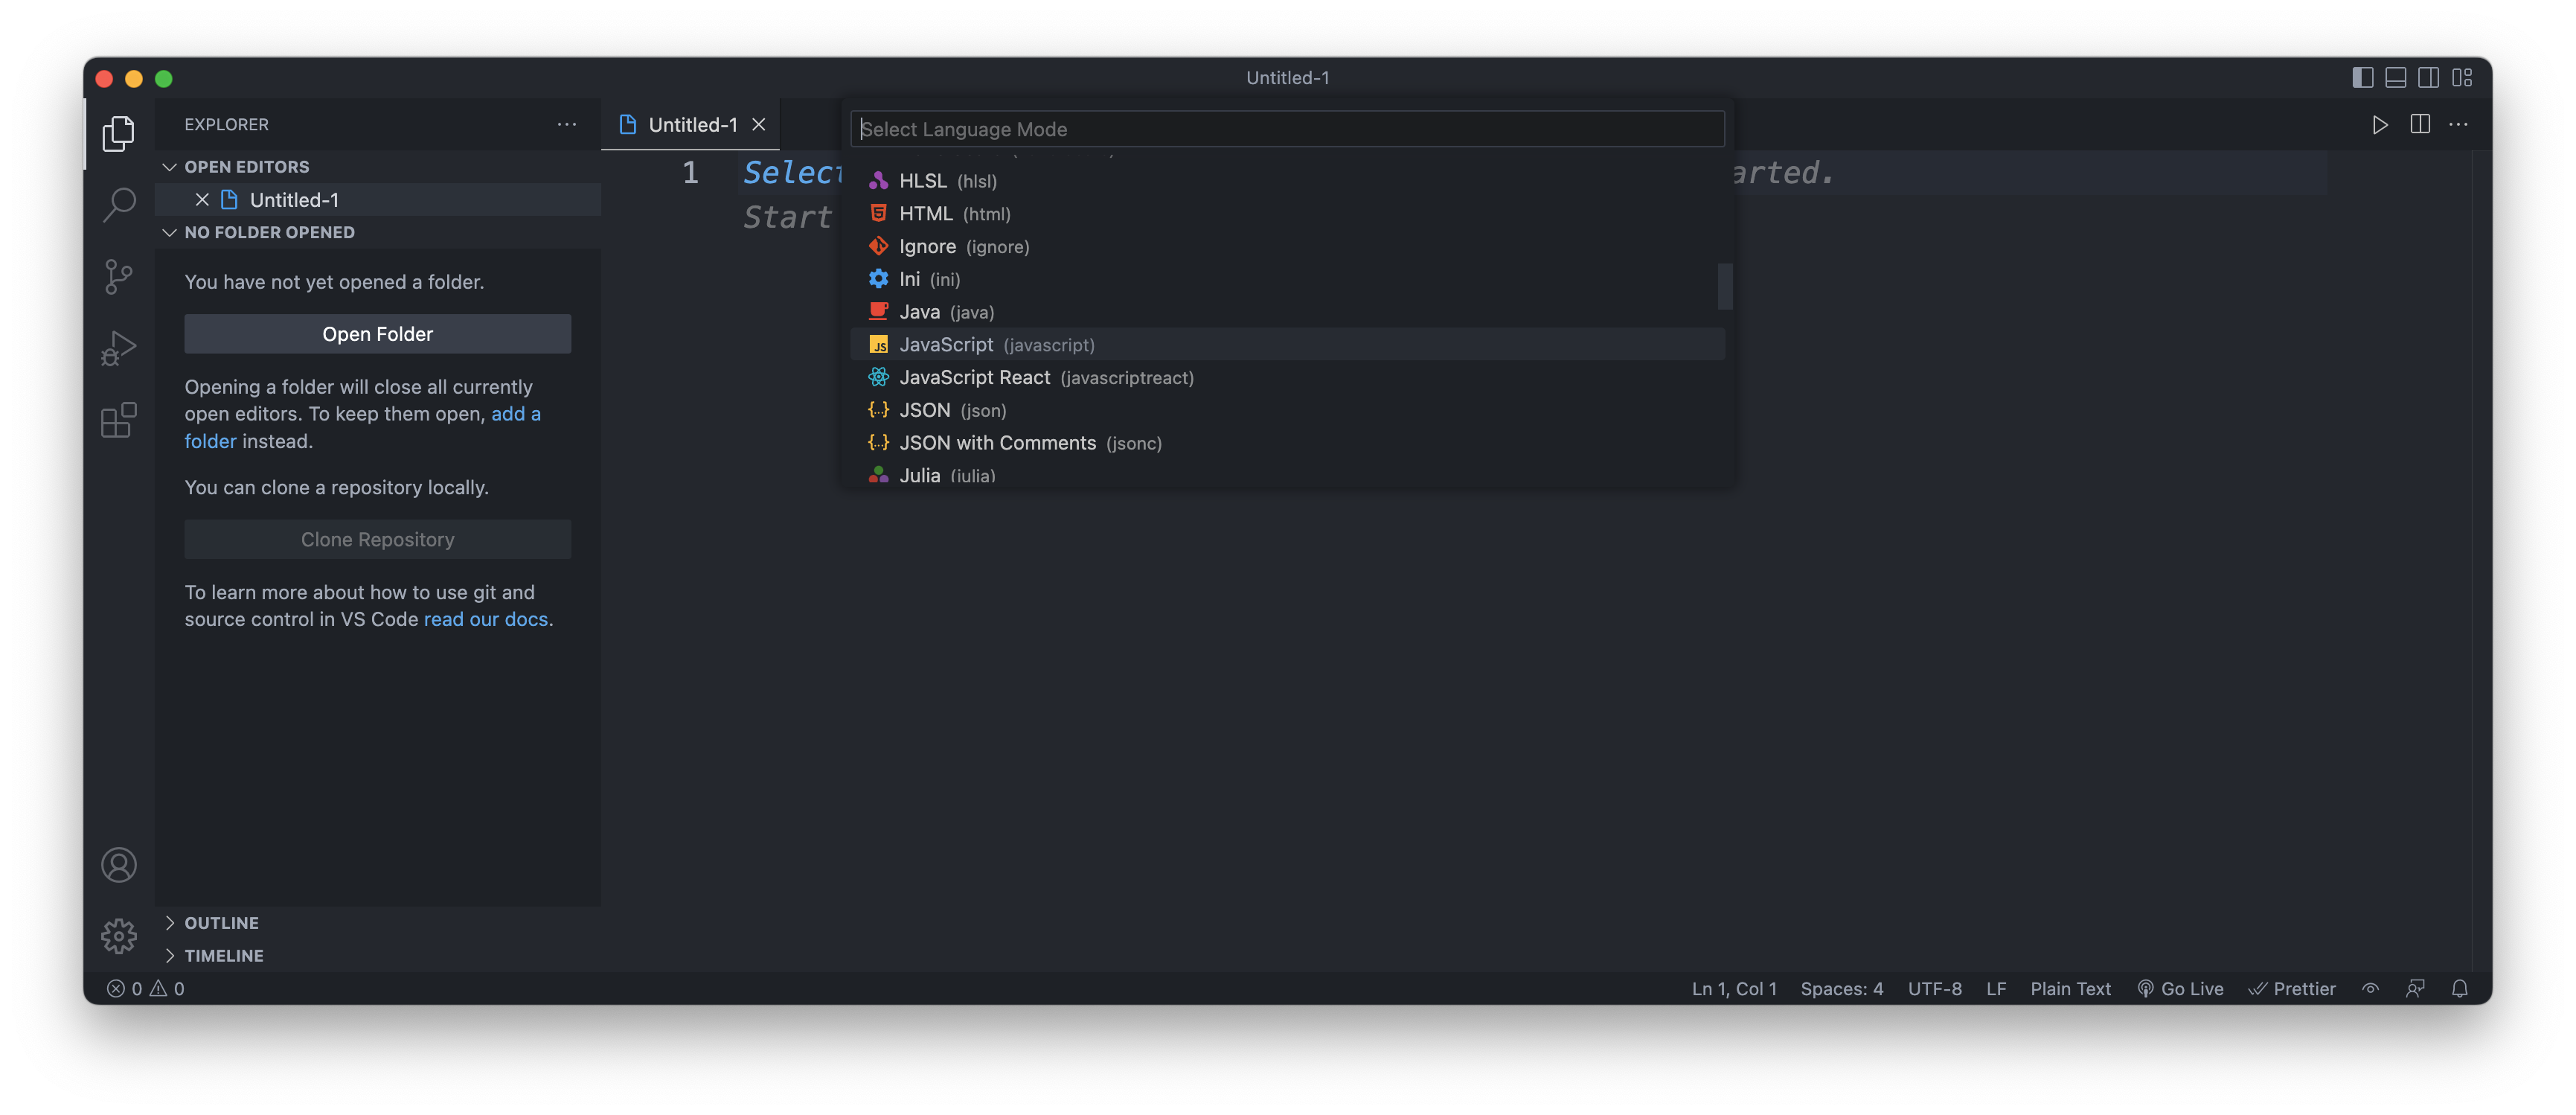 Untitled-1
EXPLORER
OPEN EDITORS
Untitled-1
NO FOLDER OPENED
You have not yet opened a folder.
Open Folder
Opening a folder will close all currently
open editors. To keep them open, add a
folder instead.
You can clone a repository locally.
Clone Repository
To learn more about how to use git and
source control in VS Code read our docs.
OUTLINE
TIMELINE
Untitled-1
1
Select
arted.
Start
Select Language Mode
HLSL (hlsl)
HTML (html)
Ignore (ignore)
Ini (ini)
Java (java)
JS JavaScript (javascript)
JavaScript React (javascriptreact)
{..} JSON (json)
{..} JSON with Comments (jsonc)
Julia (julia)
0 0
Ln 1, Col 1 Spaces: 4 UTF-8 LF Plain Text Go Live Prettier